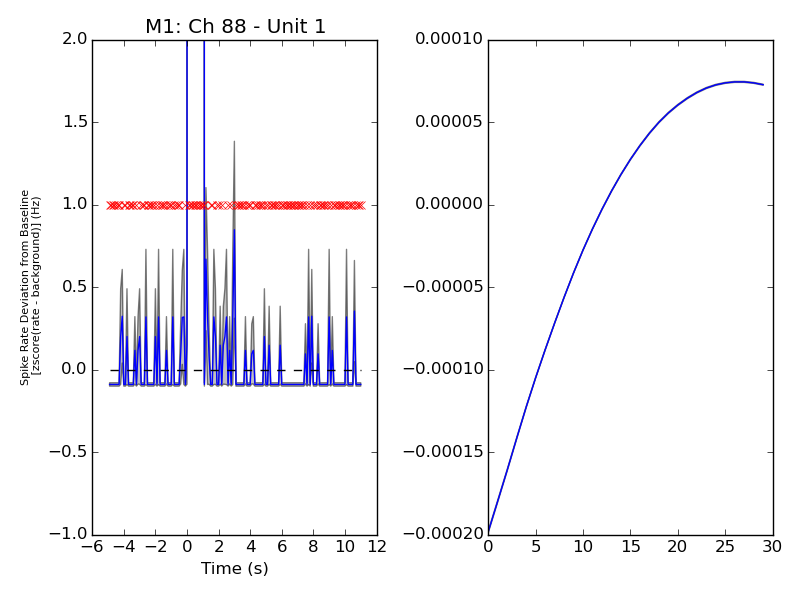 M1: Ch 88 - Unit 1
2.0
1.5
1.0
0.5
0.0
−0.5
−1.0
−6 −4 −2 0 2 4 6 8 10 12
Time (s)
Spike Rate Deviation from Baseline
[zscore(rate - background)] (Hz)
0.00010
0.00005
0.00000
−0.00005
−0.00010
−0.00015
−0.00020
0 5 10 15 20 25 30